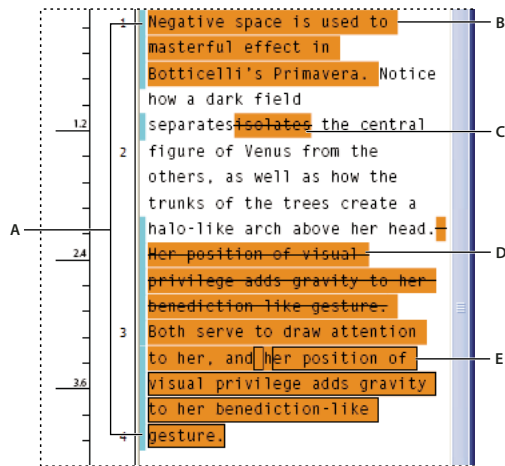 1 Negative space is used to B
masterful effect in
Botticelli's Primavera. Notice
how a dark field
1.2 separatesisolates the central C
2 figure of Venus from the
others, as well as how the
trunks of the trees create a
A halo-like arch above her head.
2.4 Her position of visual D
privilege adds gravity to her
benediction like gesture.
3 Both serve to draw attention
to her, and her position of E
3.6 visual privilege adds gravity
to her benediction-like
4 gesture.